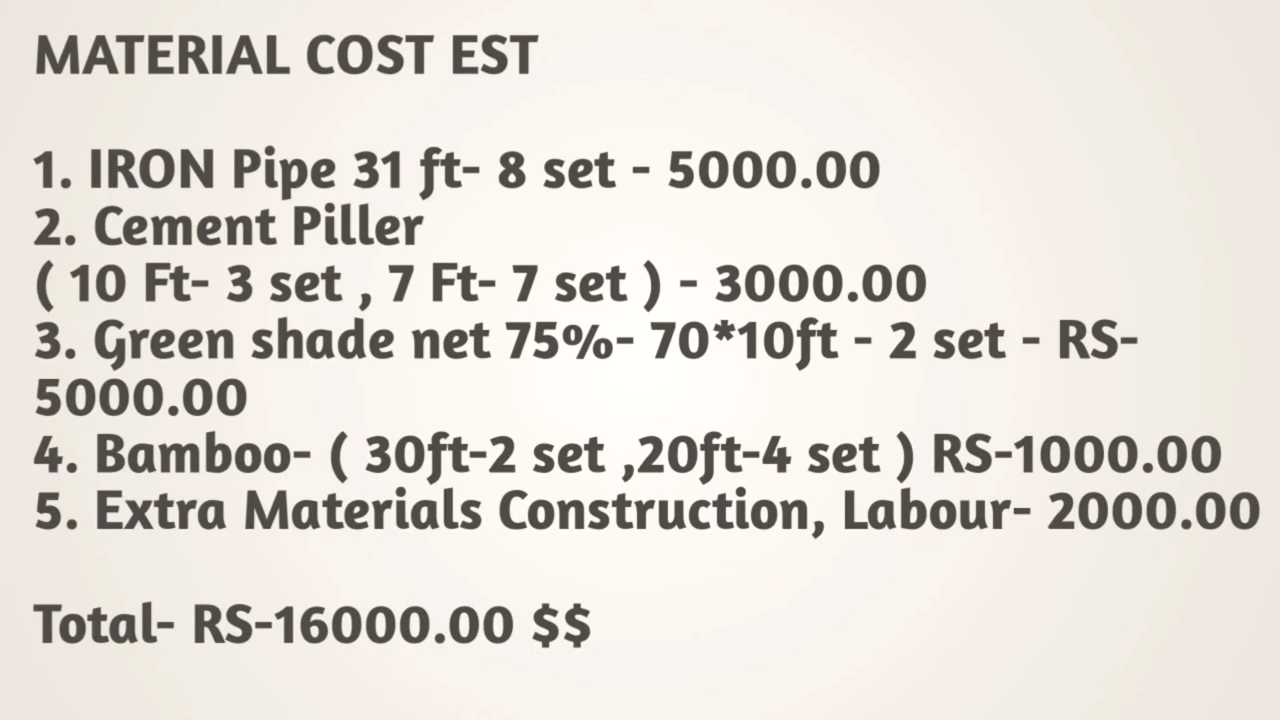 MATERIAL COST EST
1. IRON Pipe 31 ft- 8 set - 5000.00
2. Cement Piller
( 10 Ft- 3 set , 7 Ft- 7 set ) - 3000.00
3. Green shade net 75%- 70*10ft - 2 set - RS-
5000.00
4. Bamboo- ( 30ft-2 set ,20ft-4 set ) RS-1000.00
5. Extra Materials Construction, Labour- 2000.00
Total- RS-16000.00 $$